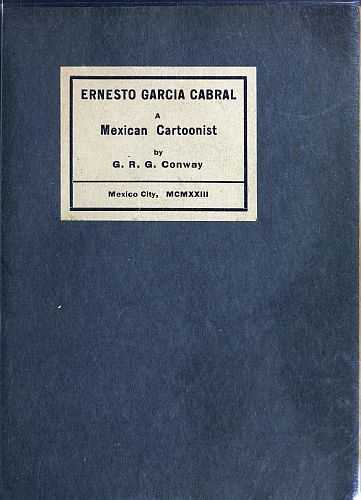 ERNESTO GARCIA CABRAL
A
Mexican Cartoonist
by
G. R. G. Conway
Mexico City, MCMXXIII